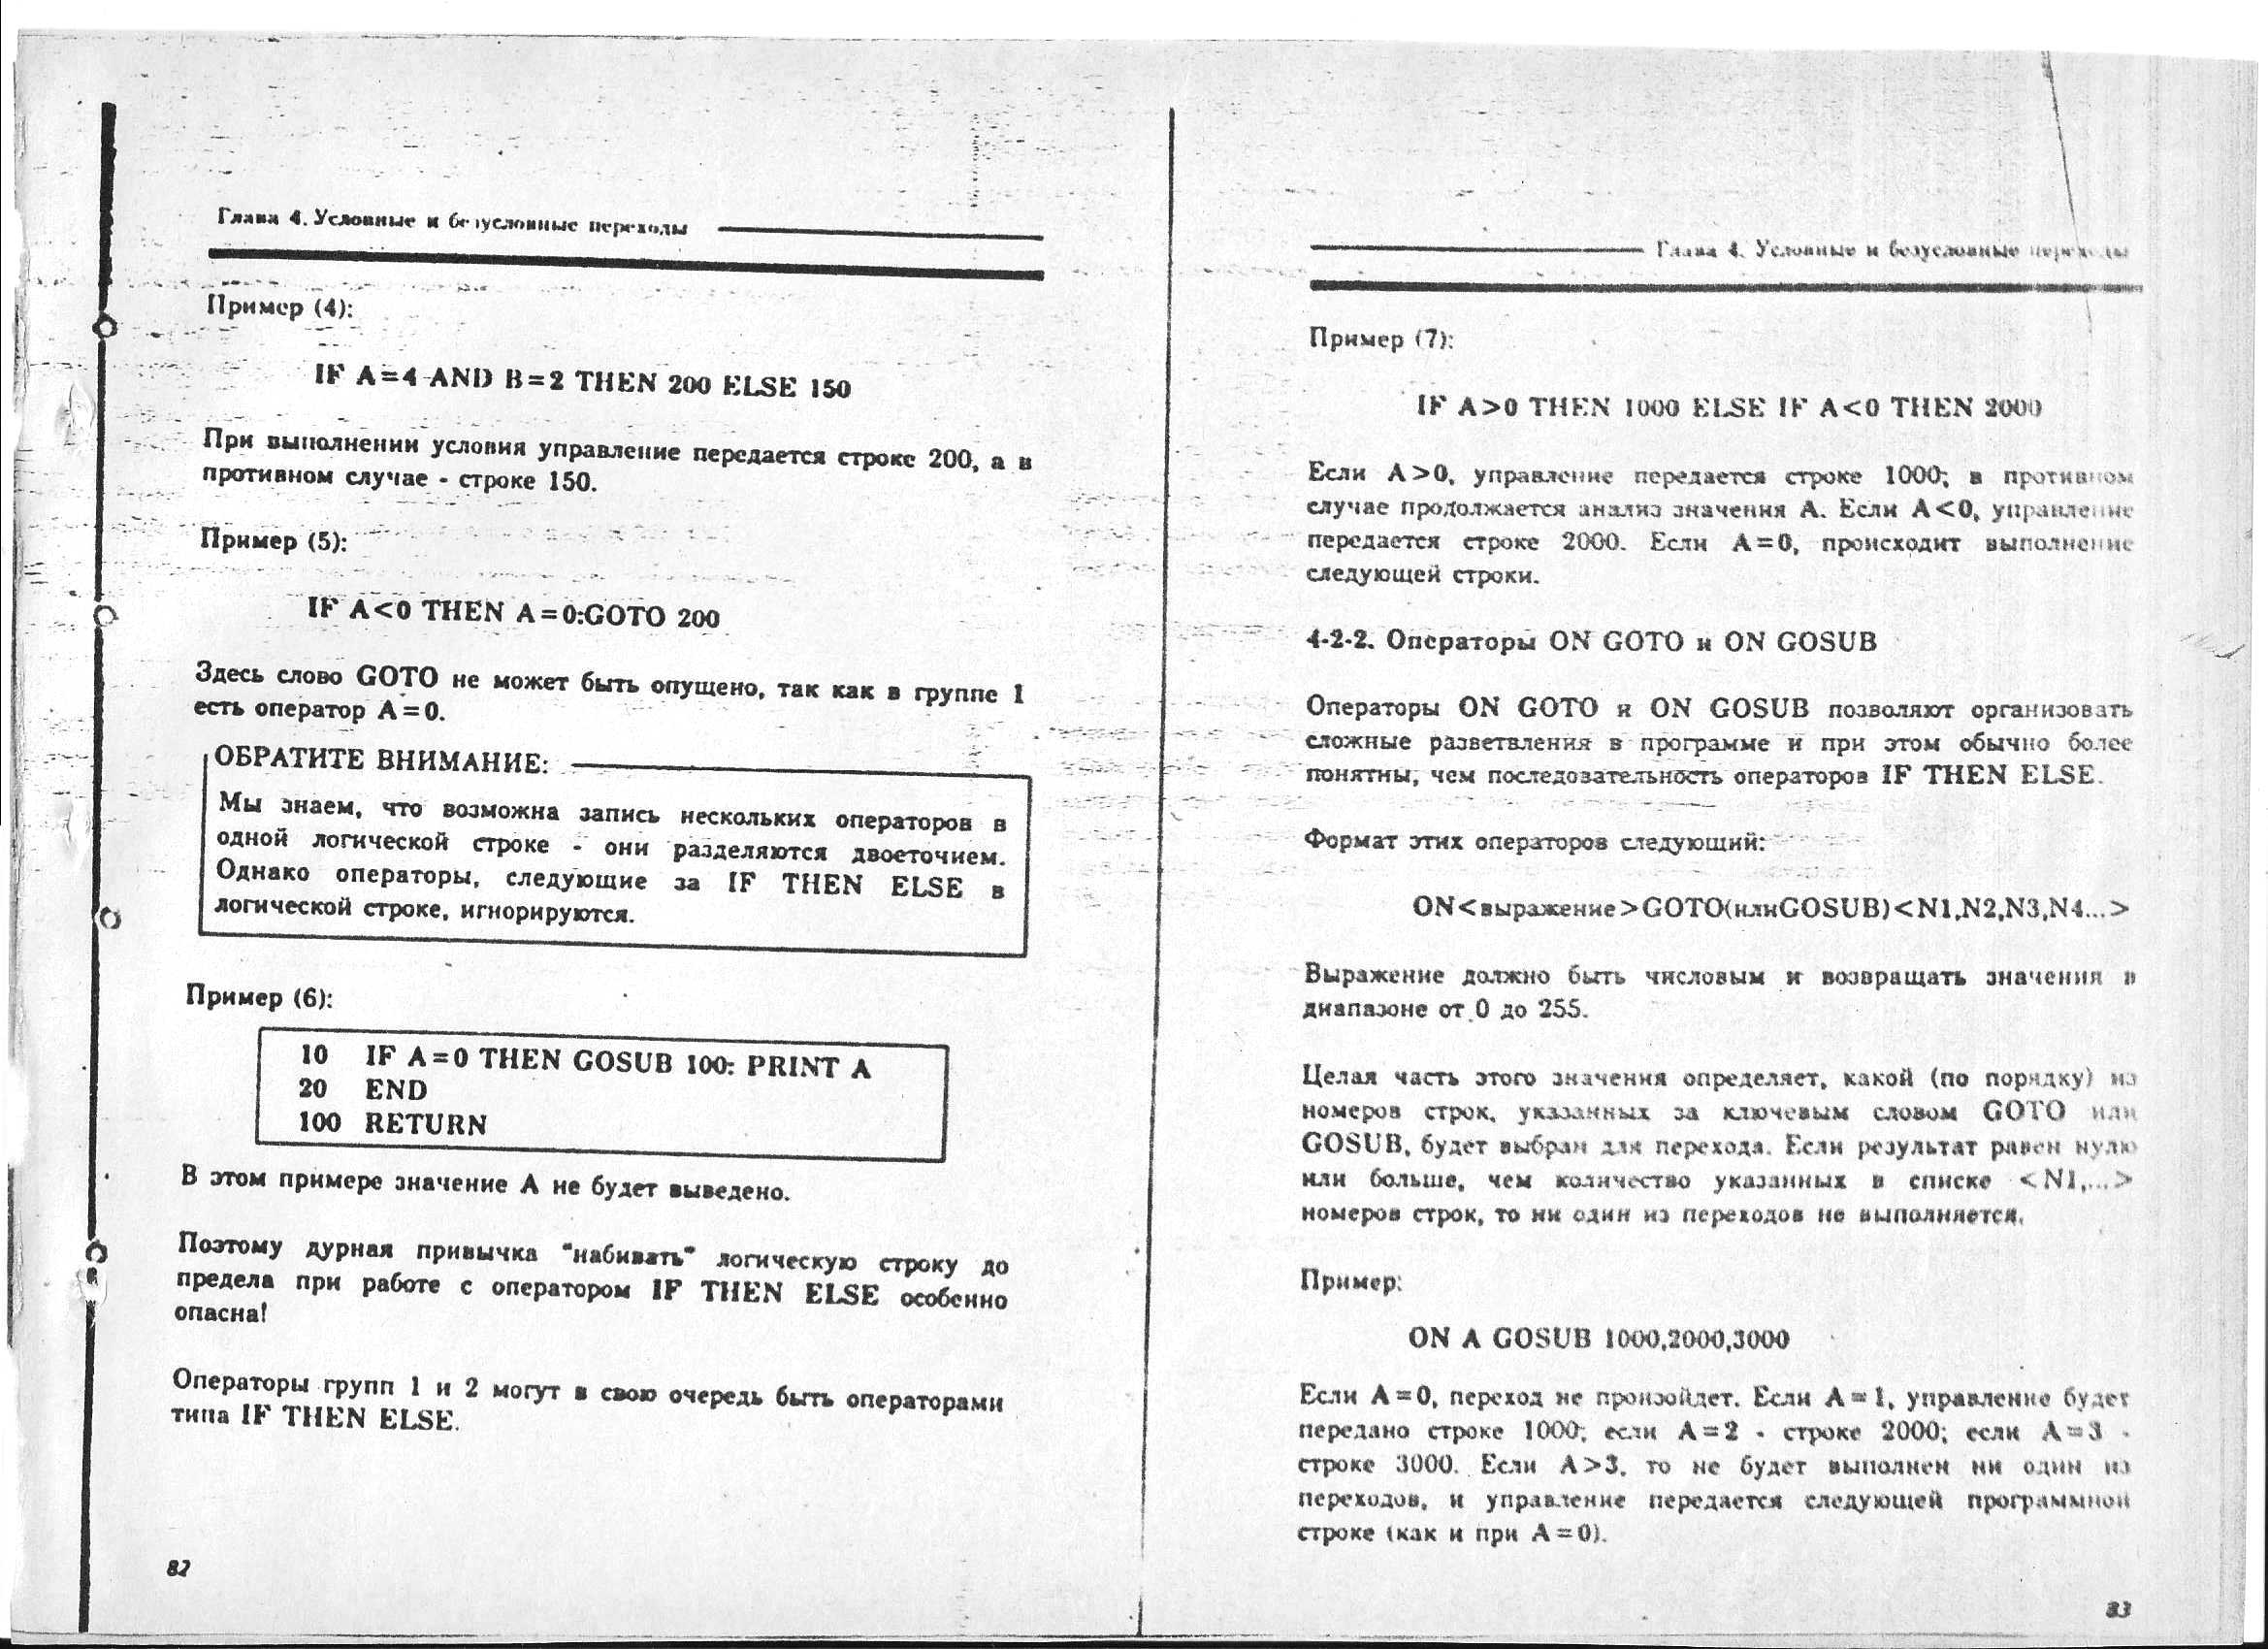 Глава 4. Условные и безусловные переходы
Пример (4):
IF A=4 AND B=2 THEN 200 ELSE 150
При выполнении условия управление передается строке 200, а в
противном случае - строке 150.
Пример (5):
IF A<0 THEN A=0:GOTO 200
Здесь слово GOTO не может быть опущено, так как в группе 1
есть оператор A=0.
ОБРАТИТЕ ВНИМАНИЕ:
Мы знаем, что возможна запись нескольких операторов в
одной логической строке - они разделяются двоеточием.
Однако операторы, следующие за IF THEN ELSE в
логической строке, игнорируются.
Пример (6):
10 IF A=0 THEN GOSUB 100: PRINT A
20 END
100 RETURN
В этом примере значение А не будет выведено.
Поэтому дурная привычка "набивать" логическую строку до
предела при работе с оператором IF THEN ELSE особенно
опасна!
Операторы групп 1 и 2 могут в свою очередь быть операторами
типа IF THEN ELSE.
82
Глава 4. Условные и безусловные переходы
Пример (7):
IF A>0 THEN 1000 ELSE IF A<0 THEN 2000
Если A>0, управление передается строке 1000; в противном
случае продолжается анализ значения А. Если A<0, управление
передается строке 2000. Если A=0, происходит выполнение
следующей строки.
4-2-2. Операторы ON GOTO и ON GOSUB
Операторы ON GOTO и ON GOSUB позволяют организовать
сложные разветвления в программе и при этом обычно более
понятны, чем последовательность операторов IF THEN ELSE.
Формат этих операторов следующий:
ON<выражение>GOTO(илиGOSUB)<N1,N2,N3,N4...>
Выражение должно быть числовым и возвращать значения в
диапазоне от 0 до 255.
Целая часть этого значения определяет, какой (по порядку) из
номеров строк, указанных за ключевым словом GOTO или
GOSUB, будет выбран для перехода. Если результат равен нулю
или больше, чем количество указанных в списке <N1,...>
номеров строк, то ни один из переходов не выполняется.
Пример:
ON A GOSUB 1000,2000,3000
Если A=0, переход не произойдет. Если A=1, управление будет
передано строке 1000; если A=2 - строке 2000; если A=3 -
строке 3000. Если A>3, то не будет выполнен ни один из
переходов, и управление передается следующей программной
строке (как и при A=0).
83